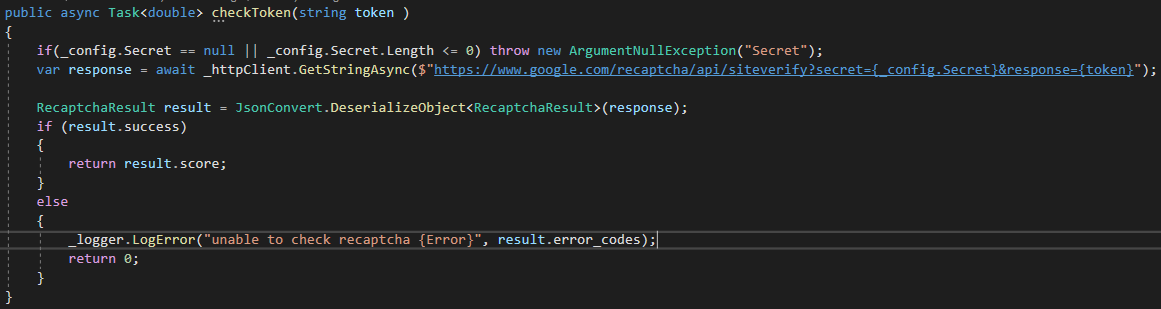 public async Task<double> checkToken(string token )
{
if(_config.Secret == null || _config.Secret.Length <= 0) throw new ArgumentNullException("Secret");
var response = await _httpClient.GetStringAsync($"https://www.google.com/recaptcha/api/siteverify?secret={_config.Secret}&response={token}");
RecaptchaResult result = JsonConvert.DeserializeObject<RecaptchaResult>(response);
if (result.success)
{
return result.score;
}
else
{
_logger.LogError("unable to check recaptcha {Error}", result.error_codes);
return 0;
}
}